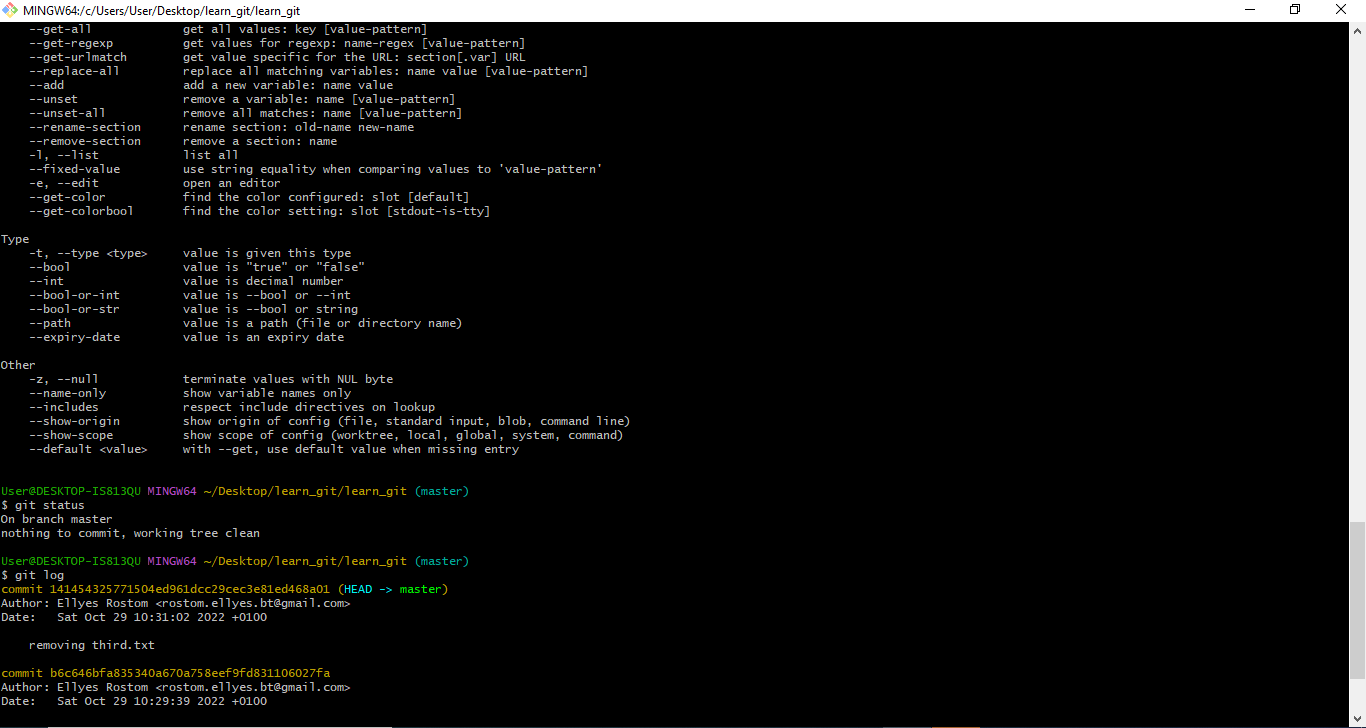 MINGW64:/c/Users/User/Desktop/learn_git/learn_git
--get-all get all values: key [value-pattern]
--get-regexp get values for regexp: name-regex [value-pattern]
--get-urlmatch get value specific for the URL: section[.var] URL
--replace-all replace all matching variables: name value [value-pattern]
--add add a new variable: name value
--unset remove a variable: name [value-pattern]
--unset-all remove all matches: name [value-pattern]
--rename-section rename section: old-name new-name
--remove-section remove a section: name
-l, --list list all
--fixed-value use string equality when comparing values to 'value-pattern'
-e, --edit open an editor
--get-color find the color configured: slot [default]
--get-colorbool find the color setting: slot [stdout-is-tty]
Type
-t, --type <type> value is given this type
--bool value is "true" or "false"
--int value is decimal number
--bool-or-int value is --bool or --int
--bool-or-str value is --bool or string
--path value is a path (file or directory name)
--expiry-date value is an expiry date
Other
-z, --null terminate values with NUL byte
--name-only show variable names only
--includes respect include directives on lookup
--show-origin show origin of config (file, standard input, blob, command line)
--show-scope show scope of config (worktree, local, global, system, command)
--default <value> with --get, use default value when missing entry
User@DESKTOP-IS813QU MINGW64 ~/Desktop/learn_git/learn_git (master)
$ git status
On branch master
nothing to commit, working tree clean
User@DESKTOP-IS813QU MINGW64 ~/Desktop/learn_git/learn_git (master)
$ git log
commit 141454325771504ed961dcc29cec3e81ed468a01 (HEAD -> master)
Author: Ellyes Rostom <rostom.ellyes.bt@gmail.com>
Date: Sat Oct 29 10:31:02 2022 +0100
removing third.txt
commit b6c646bfa835340a670a758eef9fd831106027fa
Author: Ellyes Rostom <rostom.ellyes.bt@gmail.com>
Date: Sat Oct 29 10:29:39 2022 +0100